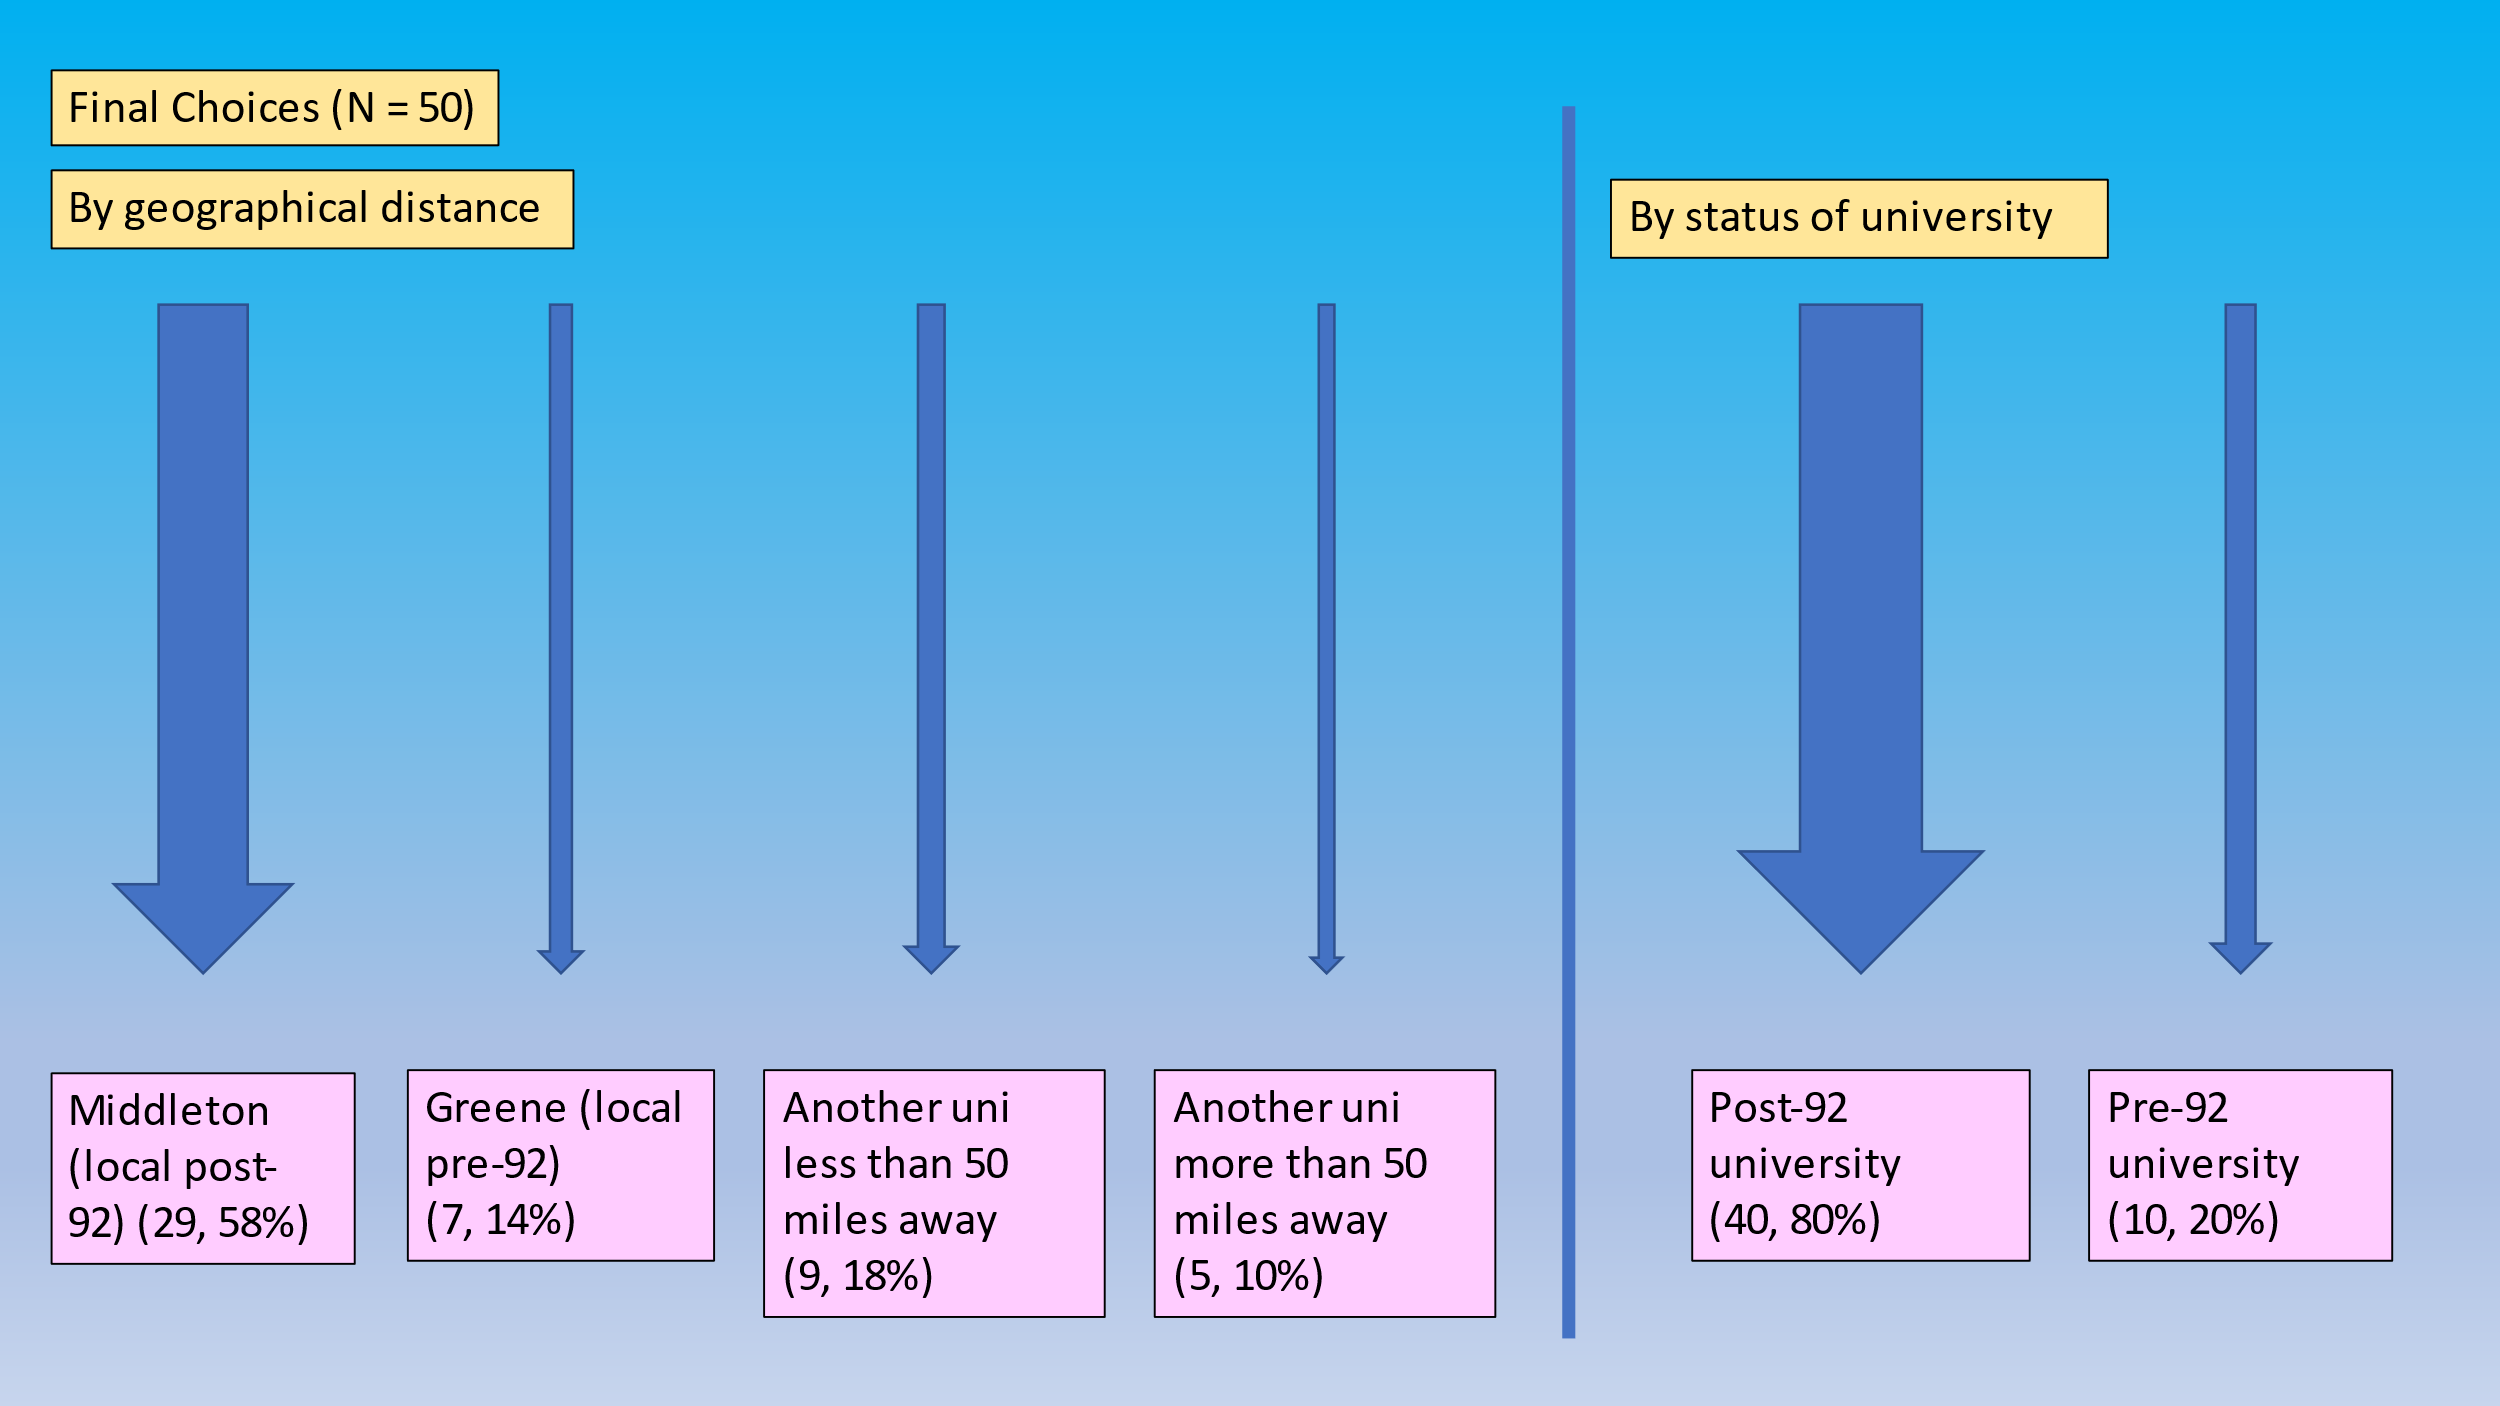 Final Choices (N = 50)
By geographical distance
By status of university
Middleton
(local post-
92) (29, 58%)
Greene (local
pre-92)
(7, 14%)
Another uni
less than 50
miles away
(9, 18%)
Another uni
more than 50
miles away
(5, 10%)
Post-92
university
(40, 80%)
Pre-92
university
(10, 20%)